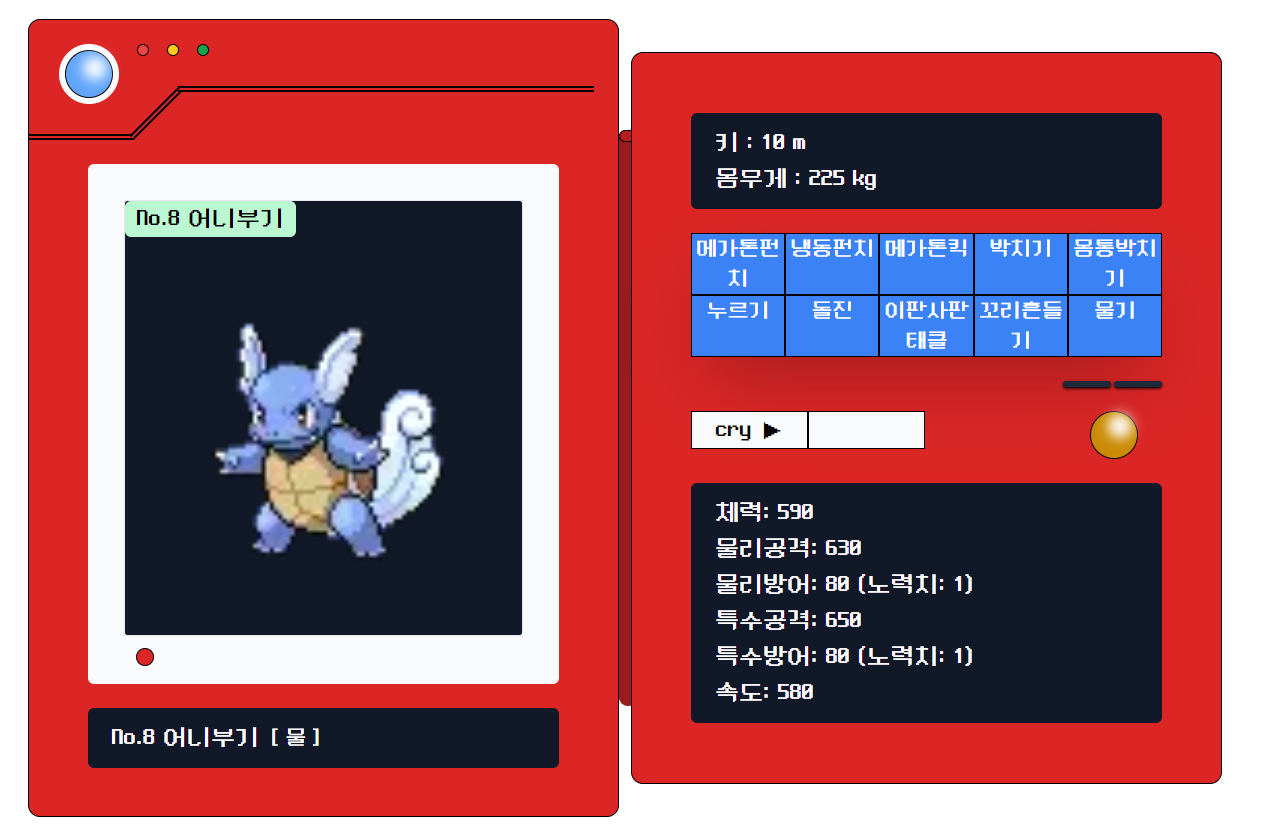 No.8 어니부기
No.8 어니부기 [ 물 ]
키 : 10 m
몸무게 : 225 kg
메가톤펀치
냉동펀치
메가톤킥
박치기
몸통박치기
누르기
돌진
이판사판태클
꼬리흔들기
물기
cry ▶
체력: 590
물리공격: 630
물리방어: 80 (노력치: 1)
특수공격: 650
특수방어: 80 (노력치: 1)
속도: 580